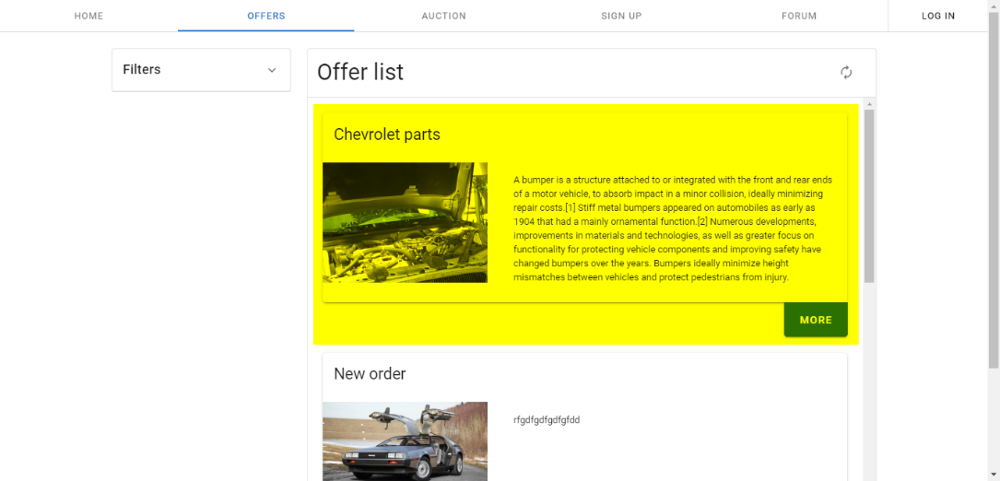 HOME
OFFERS
AUCTION
SIGN UP
FORUM
LOG IN
Filters
Offer list
Chevrolet parts
A bumper is a structure attached to or integrated with the front and rear ends
of a motor vehicle, to absorb impact in a minor collision, ideally minimizing
repair costs.[1] Stiff metal bumpers appeared on automobiles as early as
1904 that had a mainly ornamental function.[2] Numerous developments,
improvements in materials and technologies, as well as greater focus on
functionality for protecting vehicle components and improving safety have
changed bumpers over the years. Bumpers ideally minimize height
mismatches between vehicles and protect pedestrians from injury.
MORE
New order
rfgdfgdfgdfgfdd